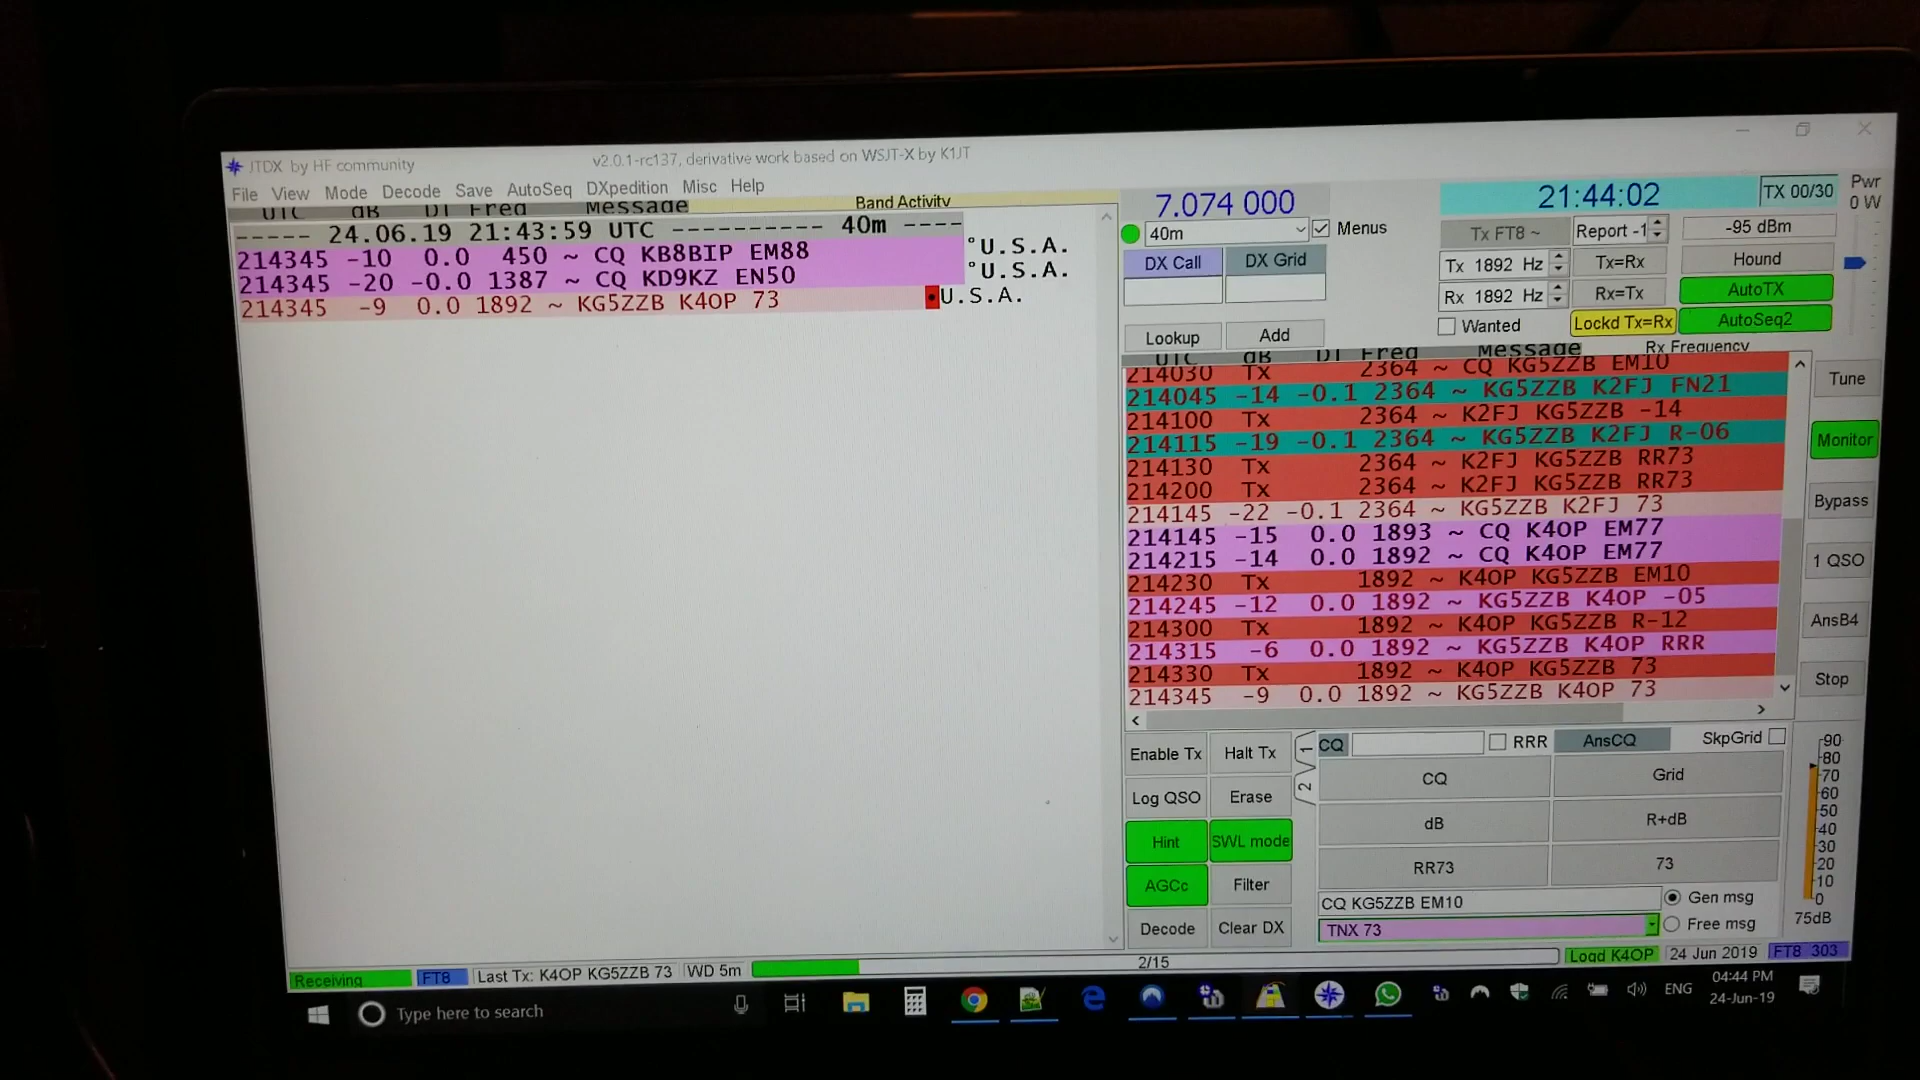 JTDX by HF community
v2.0.1-rc137, derivative work based on WSJT-X by K1JT
File View Mode Decode Save AutoSeq DXpedition Misc Help
Band Activity
UTC dB DT Freq Message
----- 24.06.19 21:43:59 UTC ---------- 40m ----
214345 -10 0.0 450 ~ CQ KB8BIP EM88 °U.S.A.
214345 -20 -0.0 1387 ~ CQ KD9KZ EN50 °U.S.A.
214345 -9 0.0 1892 ~ KG5ZZB K4OP 73 •U.S.A.
7.074 000
40m
Menus
DX Call DX Grid
Lookup Add
21:44:02
TX 00/30
Pwr
0 W
Tx FT8 ~
Report -1
-95 dBm
Tx 1892 Hz
Tx=Rx
Hound
Rx 1892 Hz
Rx=Tx
AutoTX
Wanted
Lockd Tx=Rx
AutoSeq2
Rx Frequency
UTC dB DT Freq Message
214030 Tx 2364 ~ CQ KG5ZZB EM10
214045 -14 -0.1 2364 ~ KG5ZZB K2FJ FN21
214100 Tx 2364 ~ K2FJ KG5ZZB -14
214115 -19 -0.1 2364 ~ KG5ZZB K2FJ R-06
214130 Tx 2364 ~ K2FJ KG5ZZB RR73
214200 Tx 2364 ~ K2FJ KG5ZZB RR73
214145 -22 -0.1 2364 ~ KG5ZZB K2FJ 73
214145 -15 0.0 1893 ~ CQ K4OP EM77
214215 -14 0.0 1892 ~ CQ K4OP EM77
214230 Tx 1892 ~ K4OP KG5ZZB EM10
214245 -12 0.0 1892 ~ KG5ZZB K4OP -05
214300 Tx 1892 ~ K4OP KG5ZZB R-12
214315 -6 0.0 1892 ~ KG5ZZB K4OP RRR
214330 Tx 1892 ~ K4OP KG5ZZB 73
214345 -9 0.0 1892 ~ KG5ZZB K4OP 73
Tune
Monitor
Bypass
1 QSO
AnsB4
Stop
Enable Tx Halt Tx
Log QSO Erase
Hint SWL mode
AGCc Filter
Decode Clear DX
1
2
CQ
RRR
AnsCQ
SkpGrid
CQ Grid
dB R+dB
RR73 73
CQ KG5ZZB EM10
Gen msg
TNX 73
Free msg
90
80
70
60
50
40
30
20
10
0
75dB
Receiving
FT8
Last Tx: K4OP KG5ZZB 73
WD 5m
2/15
Logd K4OP
24 Jun 2019
FT8 303
Type here to search
ENG
04:44 PM
24-Jun-19